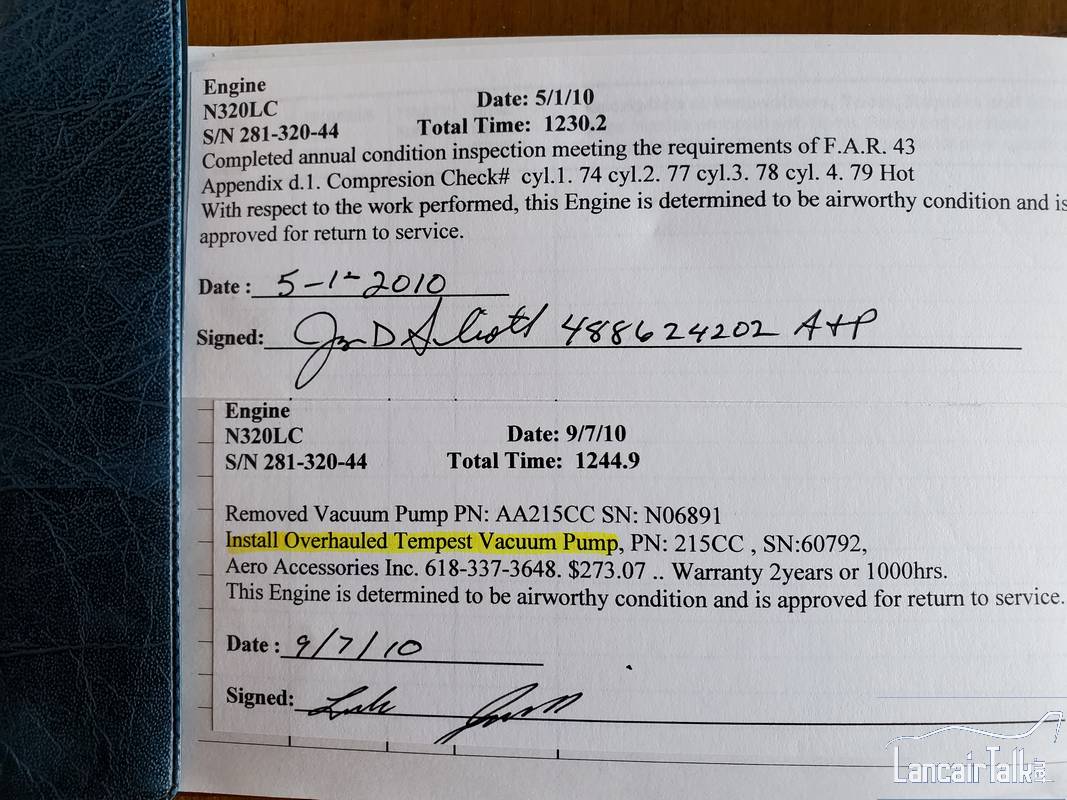 Engine
N320LC Date: 5/1/10
S/N 281-320-44 Total Time: 1230.2
Completed annual condition inspection meeting the requirements of F.A.R. 43
Appendix d.1. Compresion Check# cyl.1. 74 cyl.2. 77 cyl.3. 78 cyl. 4. 79 Hot
With respect to the work performed, this Engine is determined to be airworthy condition and is
approved for return to service.
Date : 5-1-2010
Signed: D 488624202 A+P
Engine
N320LC Date: 9/7/10
S/N 281-320-44 Total Time: 1244.9
Removed Vacuum Pump PN: AA215CC SN: N06891
Install Overhauled Tempest Vacuum Pump, PN: 215CC , SN:60792,
Aero Accessories Inc. 618-337-3648. $273.07 .. Warranty 2years or 1000hrs.
This Engine is determined to be airworthy condition and is approved for return to service.
Date : 9/7/10
Signed:
LancairTalk